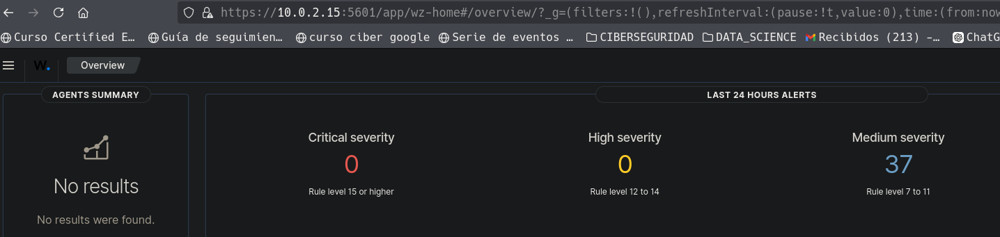 https://10.0.2.15:5601/app/wz-home#/overview/?_g=(filters:!(),refreshInterval:(pause:!t,value:0),time:(from:now
Curso Certified E… Guía de seguimien… curso ciber google Serie de eventos … CIBERSEGURIDAD DATA_SCIENCE Recibidos (213) –… ChatG
W. Overview
AGENTS SUMMARY
LAST 24 HOURS ALERTS
No results
No results were found.
Critical severity
0
Rule level 15 or higher
High severity
0
Rule level 12 to 14
Medium severity
37
Rule level 7 to 11